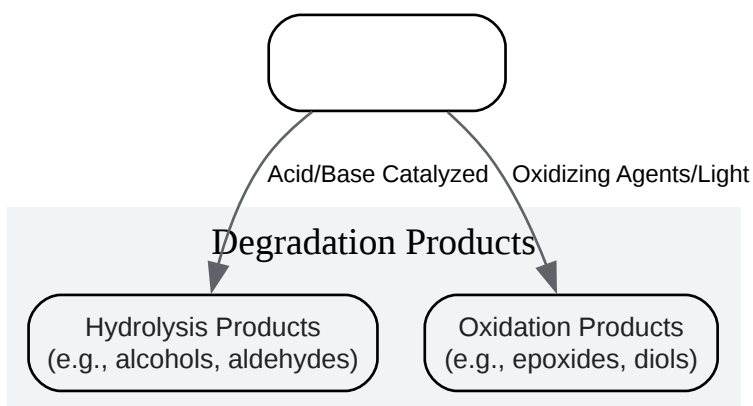 Acid/Base Catalyzed
Oxidizing Agents/Light
Degradation Products
Hydrolysis Products
(e.g., alcohols, aldehydes)
Oxidation Products
(e.g., epoxides, diols)